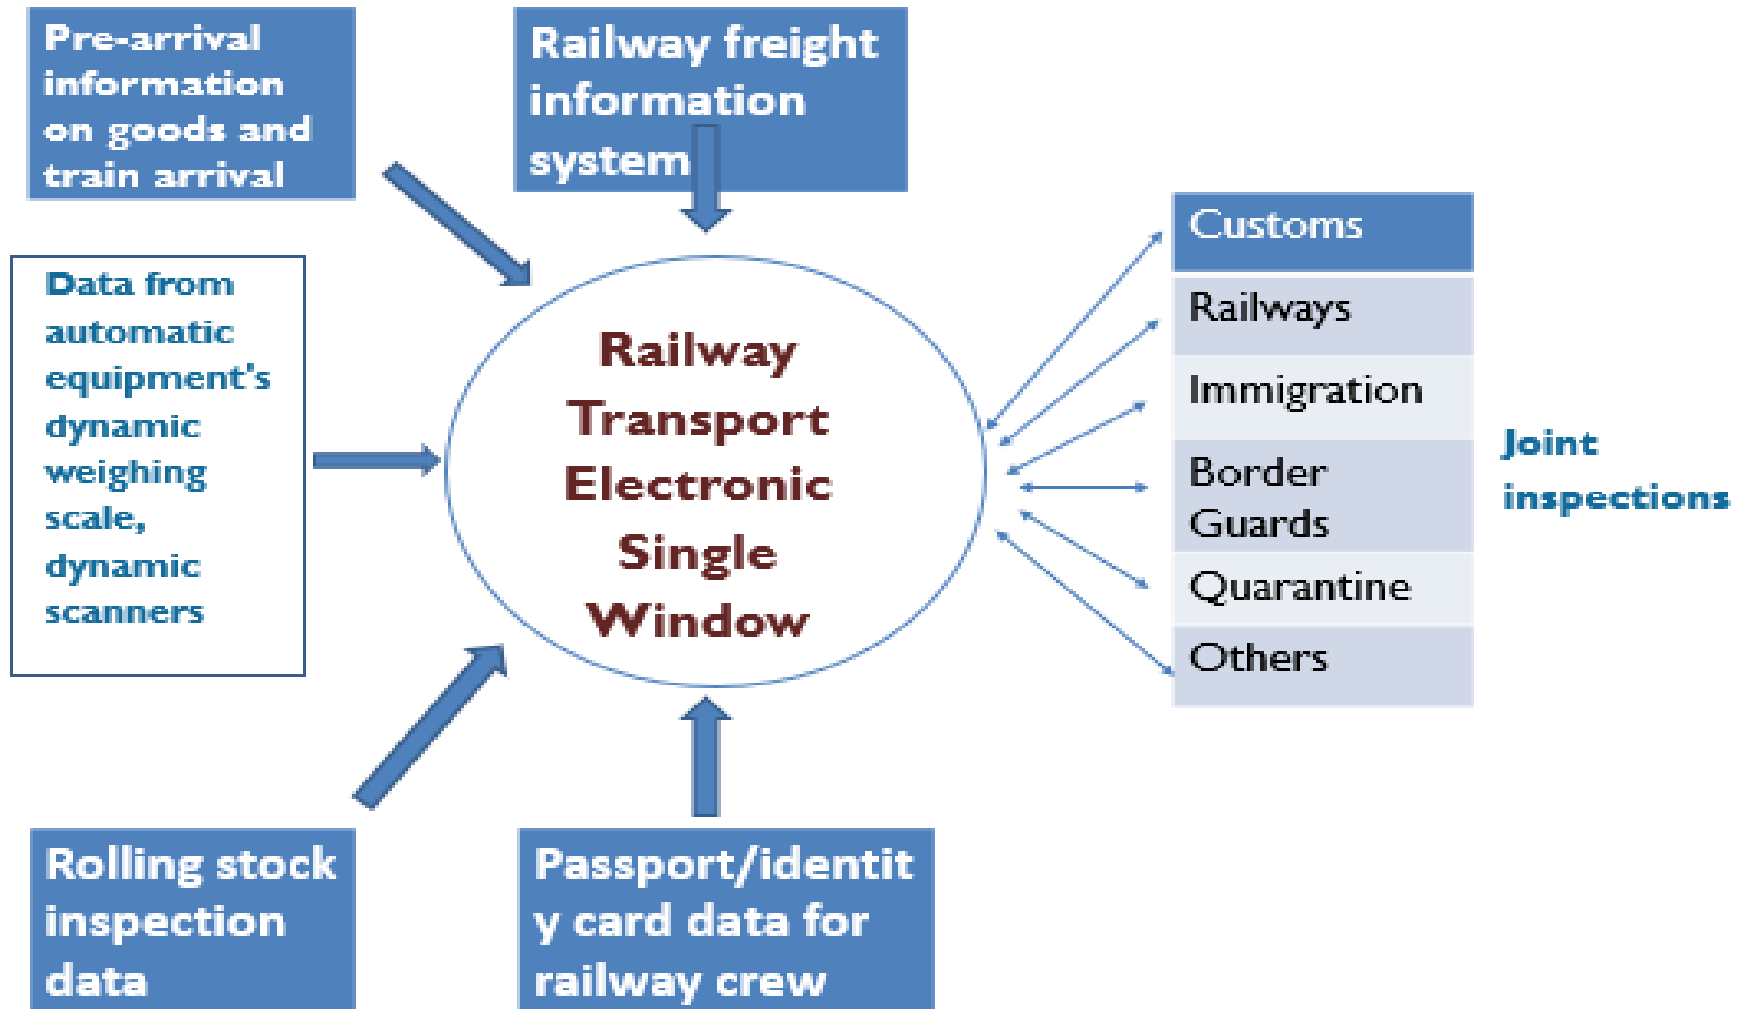 Pre-arrival
information
on goods and
train arrival
Railway freight
information
system
Data from
automatic
equipment's
dynamic
weighing
scale,
dynamic
scanners
Railway
Transport
Electronic
Single
Window
Customs
Railways
Immigration
Border
Guards
Quarantine
Others
Joint
inspections
Rolling stock
inspection
data
Passport/identit
y card data for
railway crew